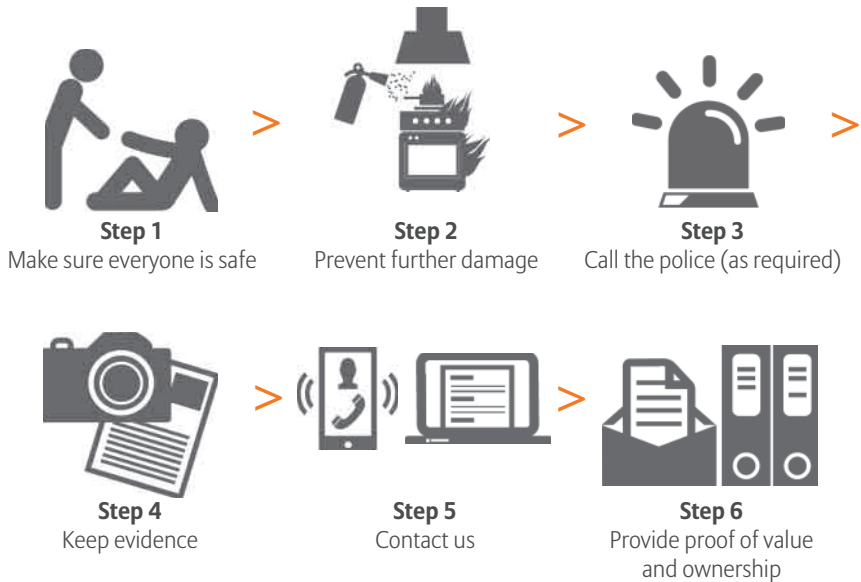 Step 1
Make sure everyone is safe
Step 2
Prevent further damage
Step 3
Call the police (as required)
Step 4
Keep evidence
Step 5
Contact us
Step 6
Provide proof of value
and ownership